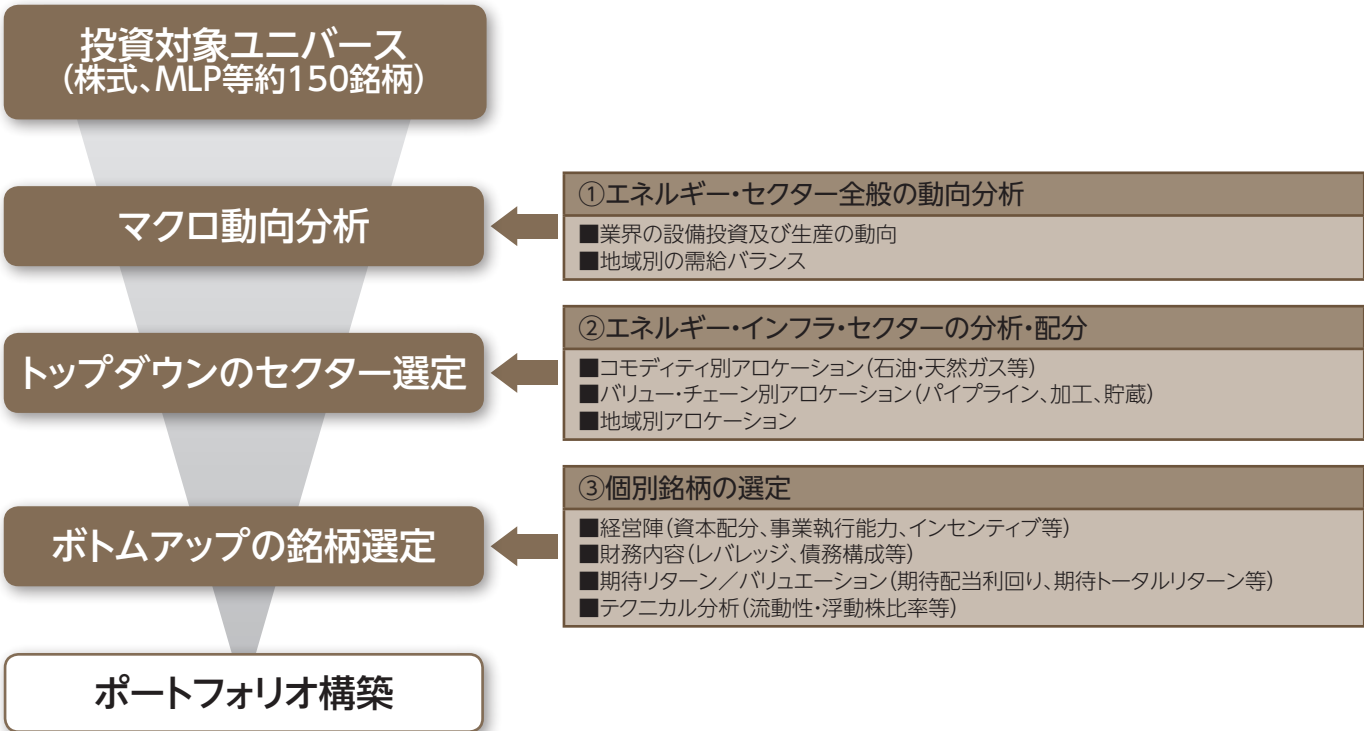 投資対象ユニバース
(株式、MLP等約150銘柄)
マクロ動向分析
①エネルギー・セクター全般の動向分析
■業界の設備投資及び生産の動向
■地域別の需給バランス
トップダウンのセクター選定
②エネルギー・インフラ・セクターの分析・配分
■コモディティ別アロケーション(石油・天然ガス等)
■バリュー・チェーン別アロケーション(パイプライン、加工、貯蔵)
■地域別アロケーション
ボトムアップの銘柄選定
③個別銘柄の選定
■経営陣(資本配分、事業執行能力、インセンティブ等)
■財務内容(レバレッジ、債務構成等)
■期待リターン／バリュエーション(期待配当利回り、期待トータルリターン等)
■テクニカル分析(流動性・浮動株比率等)
ポートフォリオ構築